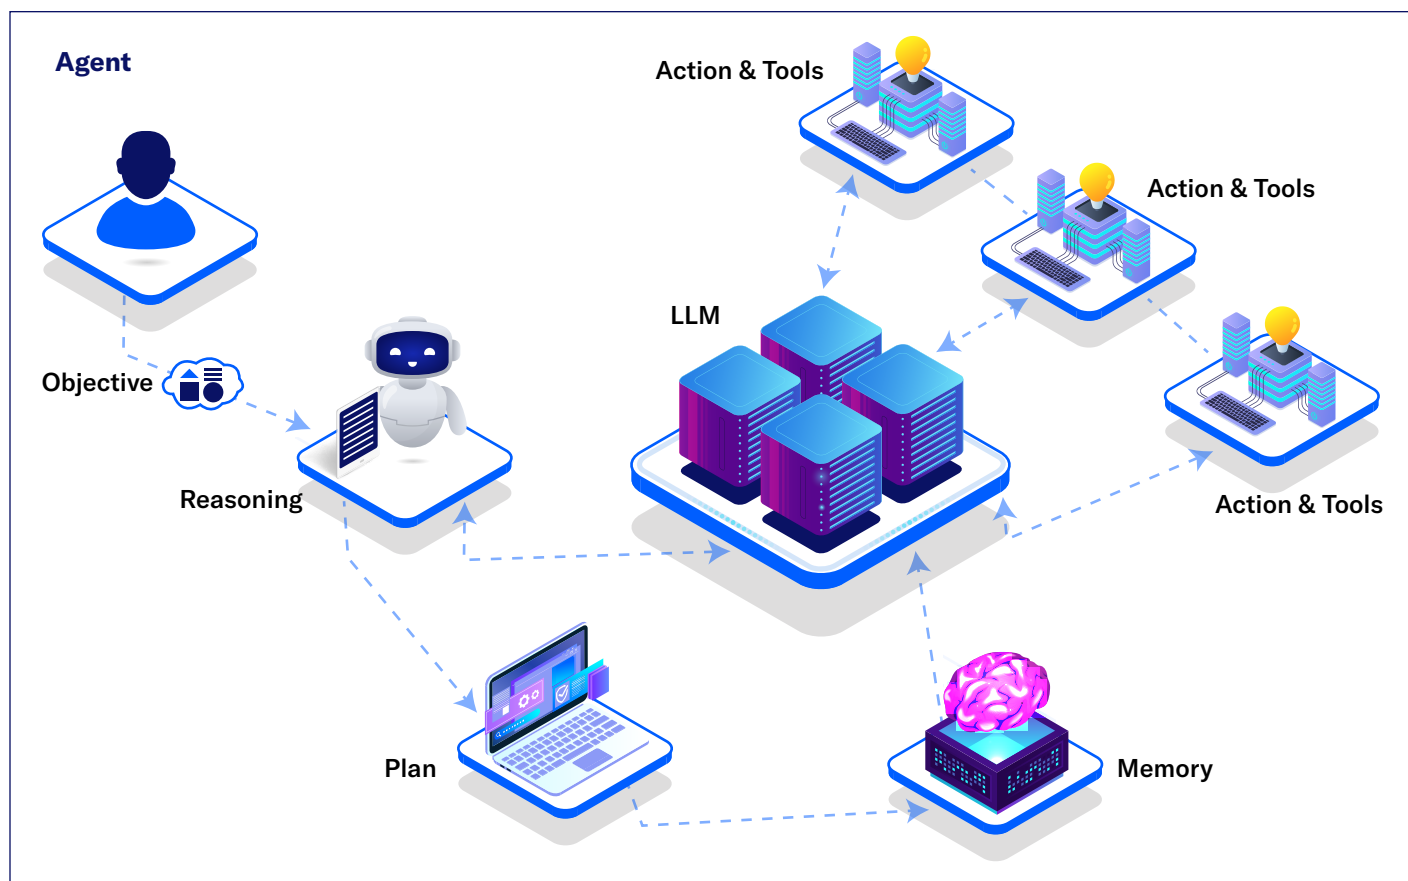 Agent
Action & Tools
Action & Tools
LLM
Objective
Reasoning
Action & Tools
Plan
Memory